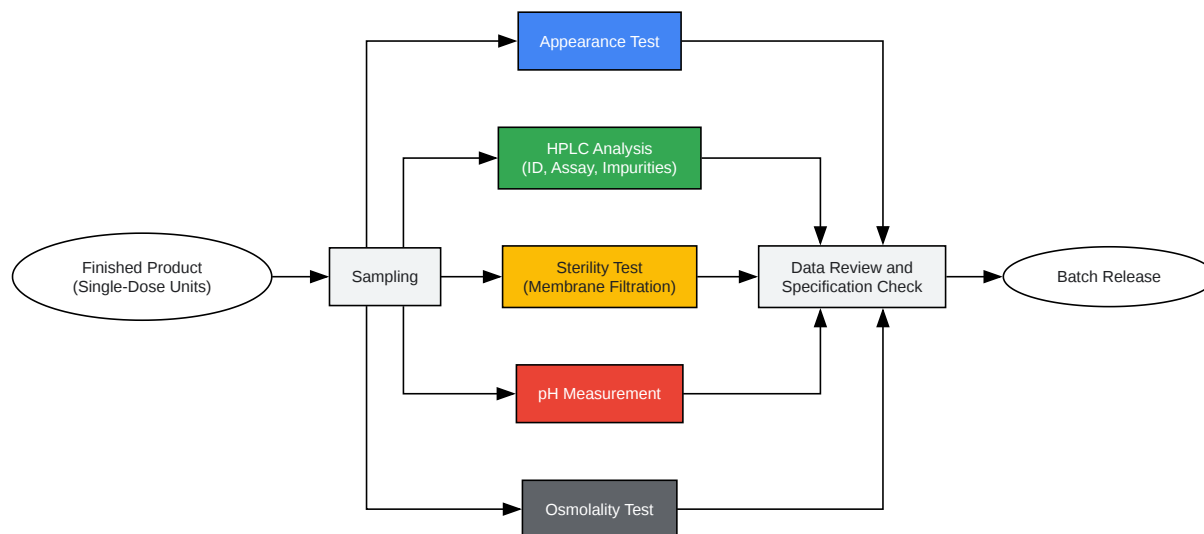 Appearance Test
HPLC Analysis
(ID, Assay, Impurities)
Finished Product
(Single-Dose Units)
Sampling
Sterility Test
(Membrane Filtration)
Data Review and
Specification Check
Batch Release
pH Measurement
Osmolality Test